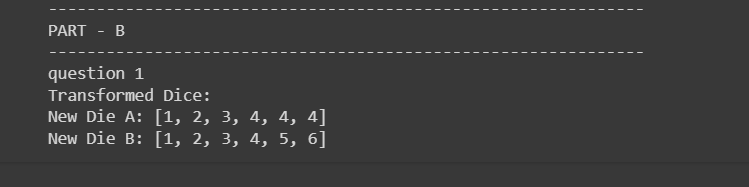 --------------------------------------------------------------
PART - B
--------------------------------------------------------------
question 1
Transformed Dice:
New Die A: [1, 2, 3, 4, 4, 4]
New Die B: [1, 2, 3, 4, 5, 6]